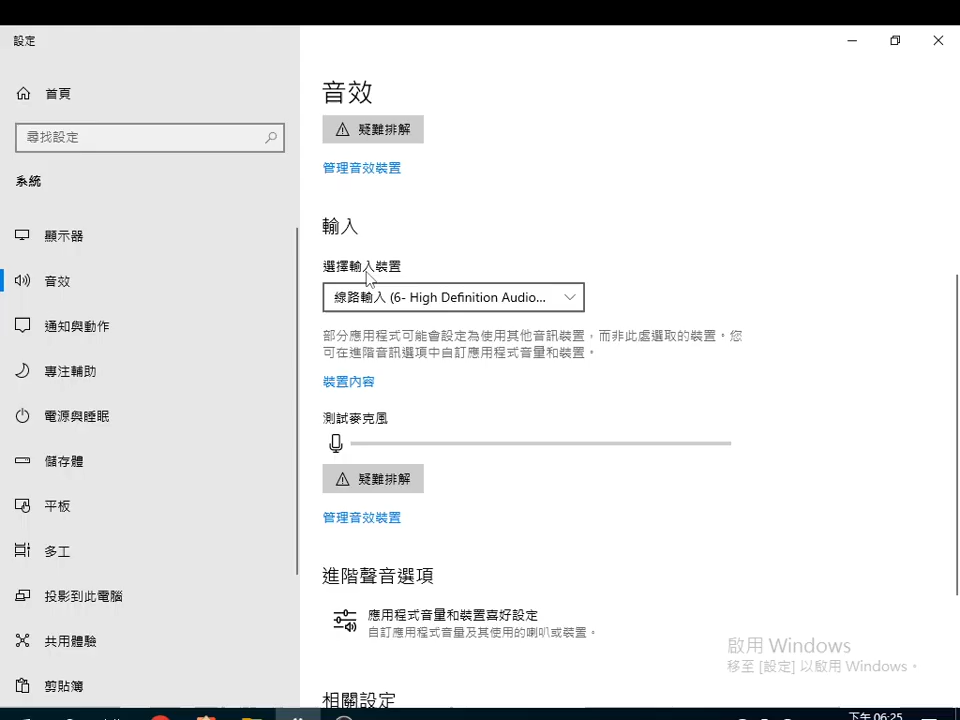 設定
首頁
尋找設定
系統
顯示器
音效
通知與動作
專注輔助
電源與睡眠
儲存體
平板
多工
投影到此電腦
共用體驗
剪貼簿
音效
疑難排解
管理音效裝置
輸入
選擇輸入裝置
線路輸入 (6- High Definition Audio...
部分應用程式可能會設定為使用其他音訊裝置，而非此處選取的裝置。您
可在進階音訊選項中自訂應用程式音量和裝置。
裝置內容
測試麥克風
疑難排解
管理音效裝置
進階聲音選項
應用程式音量和裝置喜好設定
自訂應用程式音量及其使用的喇叭或裝置。
相關設定
啟用 Windows
移至 [設定] 以啟用 Windows。
下午 06:25